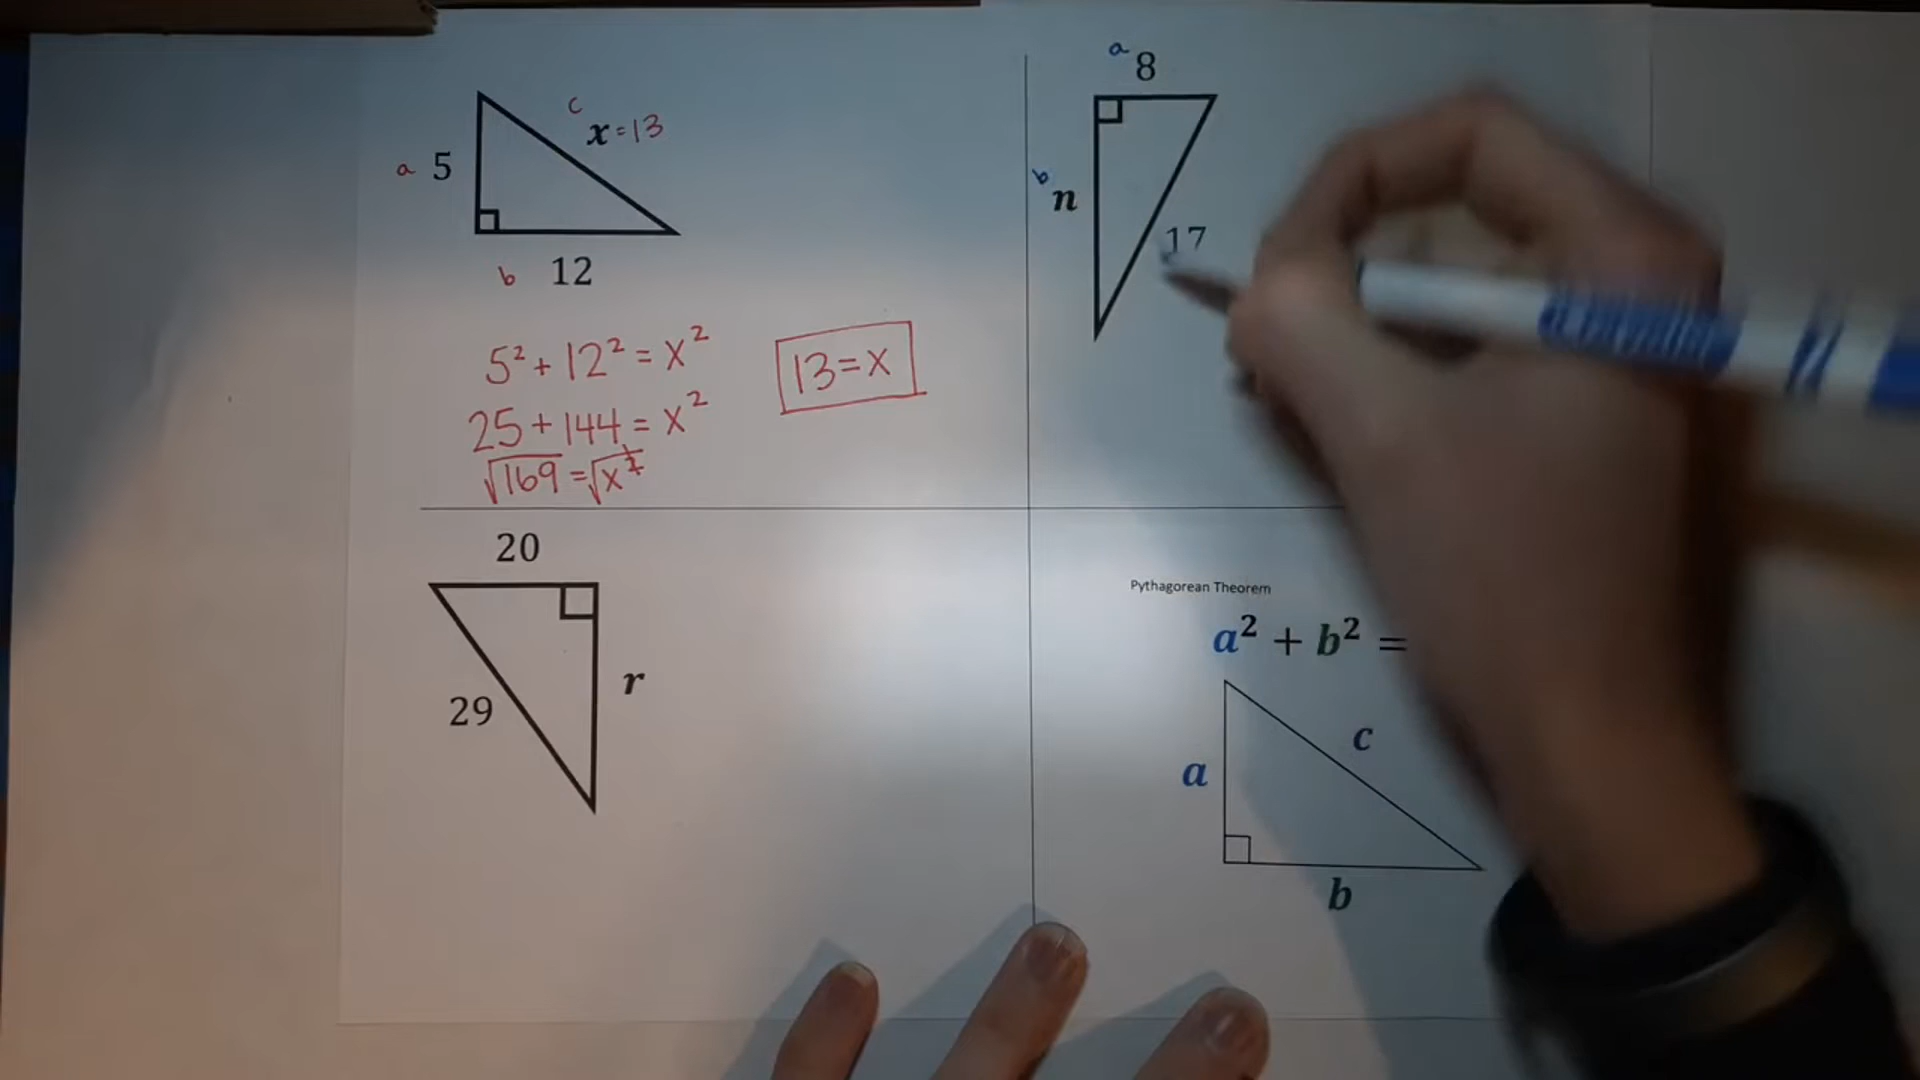 c
x=13
a 5
b 12
5² + 12² = x²
25 + 144 = x²
√169 = √x²
13 = x
a 8
b n
17
20
29
r
Pythagorean Theorem
a² + b² =
c
a
b